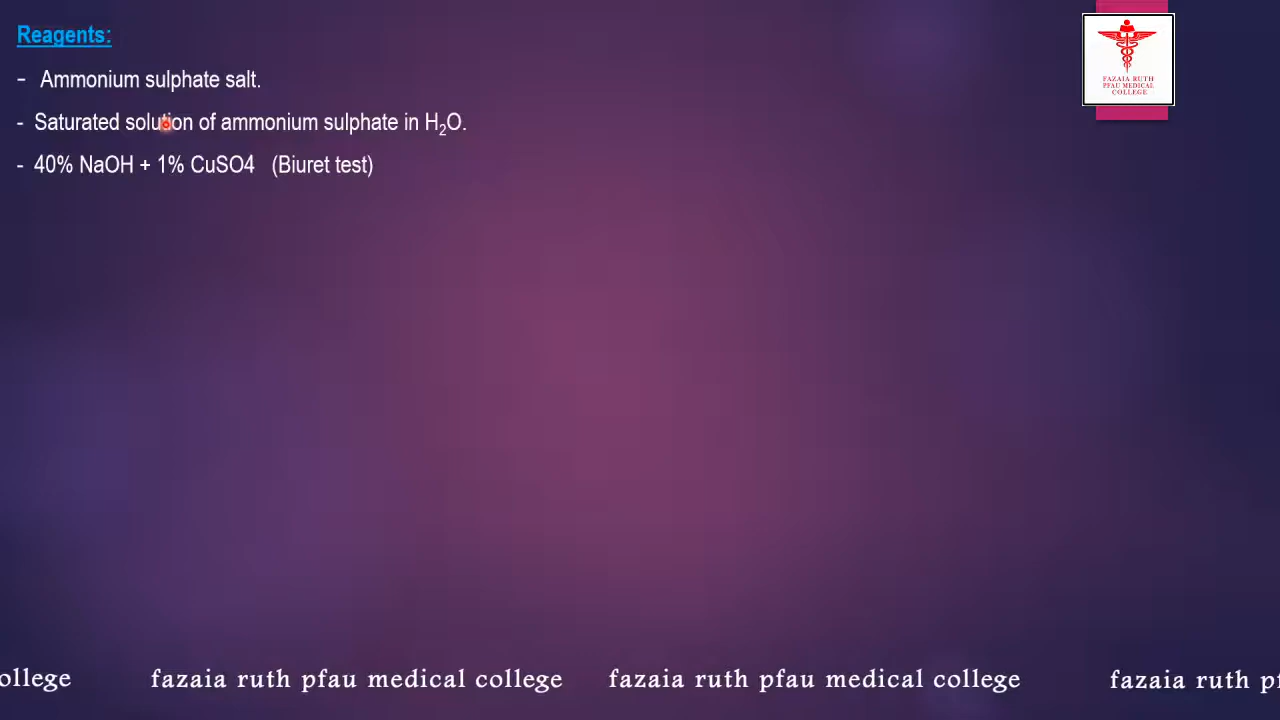 Reagents:
- Ammonium sulphate salt.
- Saturated solution of ammonium sulphate in H₂O.
- 40% NaOH + 1% CuSO4 (Biuret test)
FAZAIA RUTH
PFAU MEDICAL
COLLEGE
ollege fazaia ruth pfau medical college fazaia ruth pfau medical college fazaia ruth pf